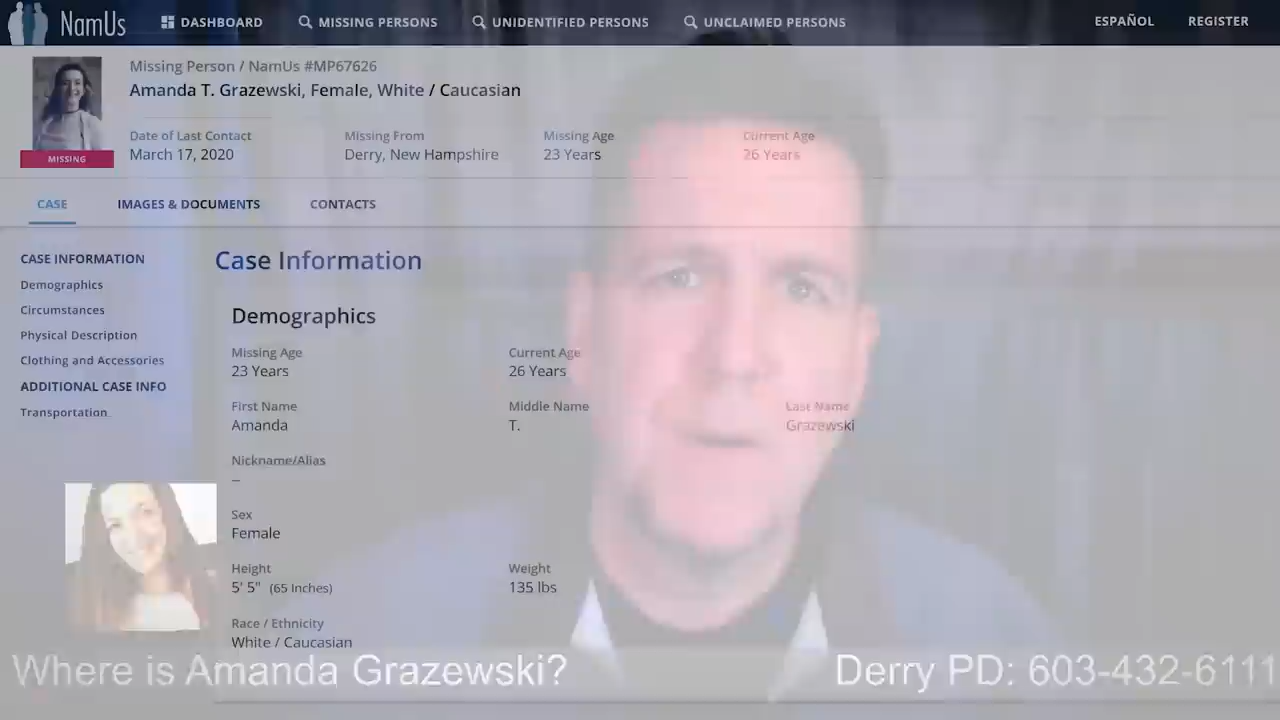 NamUs DASHBOARD MISSING PERSONS UNIDENTIFIED PERSONS UNCLAIMED PERSONS ESPAÑOL REGISTER
Missing Person / NamUs #MP67626
Amanda T. Grazewski, Female, White / Caucasian
Date of Last Contact Missing From Missing Age Current Age
March 17, 2020 Derry, New Hampshire 23 Years 26 Years
MISSING
CASE IMAGES & DOCUMENTS CONTACTS
CASE INFORMATION
Demographics
Circumstances
Physical Description
Clothing and Accessories
ADDITIONAL CASE INFO
Transportation
Case Information
Demographics
Missing Age Current Age
23 Years 26 Years
First Name Middle Name Last Name
Amanda T. Grazewski
Nickname/Alias
--
Sex
Female
Height Weight
5' 5" (65 Inches) 135 lbs
Race / Ethnicity
White / Caucasian
Where is Amanda Grazewski? Derry PD: 603-432-6111